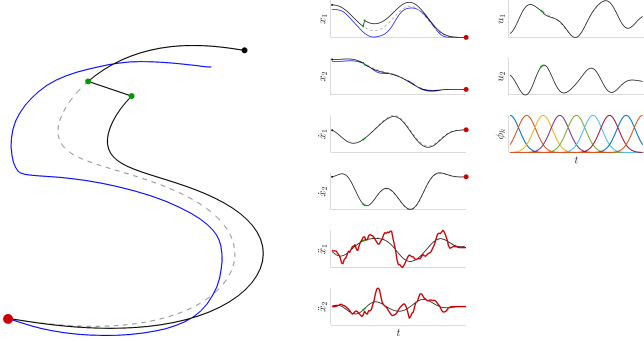 x₁
x₂
ẋ₁
ẋ₂
ẍ₁
ẍ₂
t
u₁
u₂
ϕₖ
t